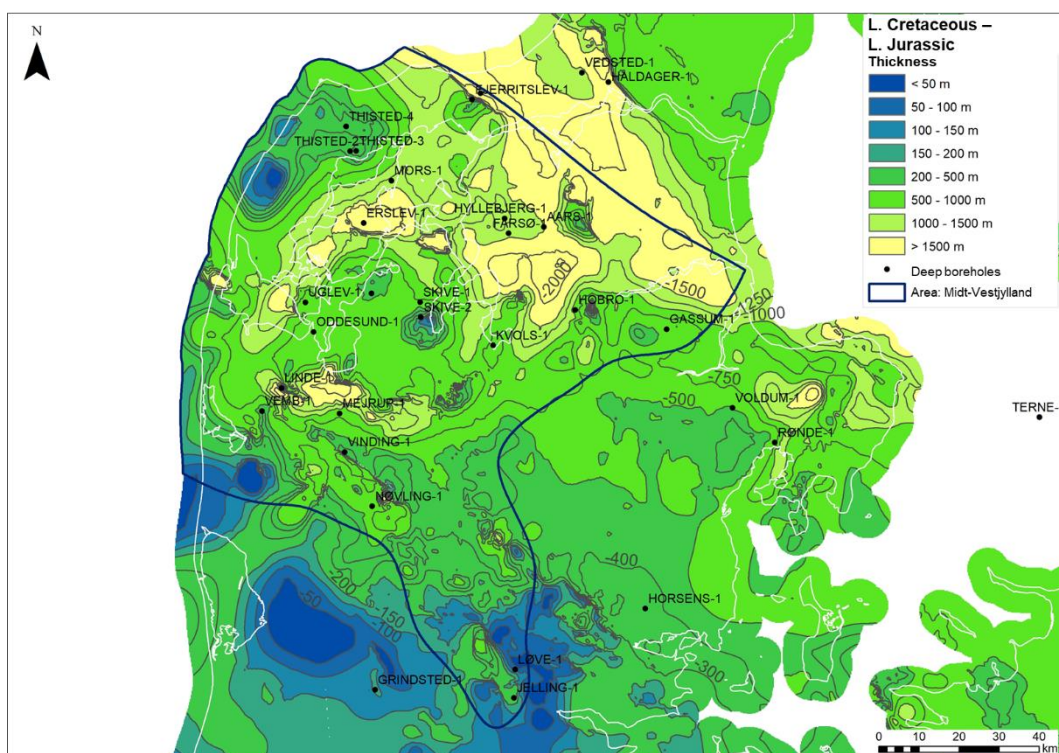 N
L. Cretaceous –
L. Jurassic
Thickness
< 50 m
50 - 100 m
100 - 150 m
150 - 200 m
200 - 500 m
500 - 1000 m
1000 - 1500 m
> 1500 m
Deep boreholes
Area: Midt-Vestjylland
VEDSTED-1
HALDAGER-1
FJERRITSLEV-1
THISTED-4
THISTED-2
THISTED-3
MORS-1
ERSLEV-1
HYLLEBJERG-1
FARSØ-1
AARS-1
-2000
-1500
-1250
-1000
UGLEV-1
SKIVE-1
SKIVE-2
ODDESUND-1
HOBRO-1
GASSUM-1
KVOLS-1
LINDE-1
VEMB-1
MEJRUP-1
-750
-500
VOLDUM-1
TERNE-
RØNDE-1
VINDING-1
NØVLING-1
-400
-200
-150
-50
-100
HORSENS-1
LØVE-1
-300
GRINDSTED-1
JELLING-1
0 10 20 30 40
km